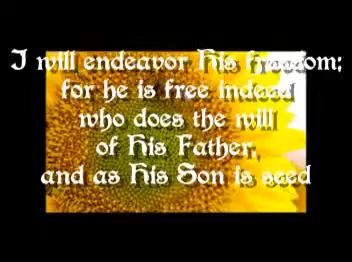 I will endeavor His freedom;
for he is free indeed
who does the will
of His Father,
and as His Son is seed